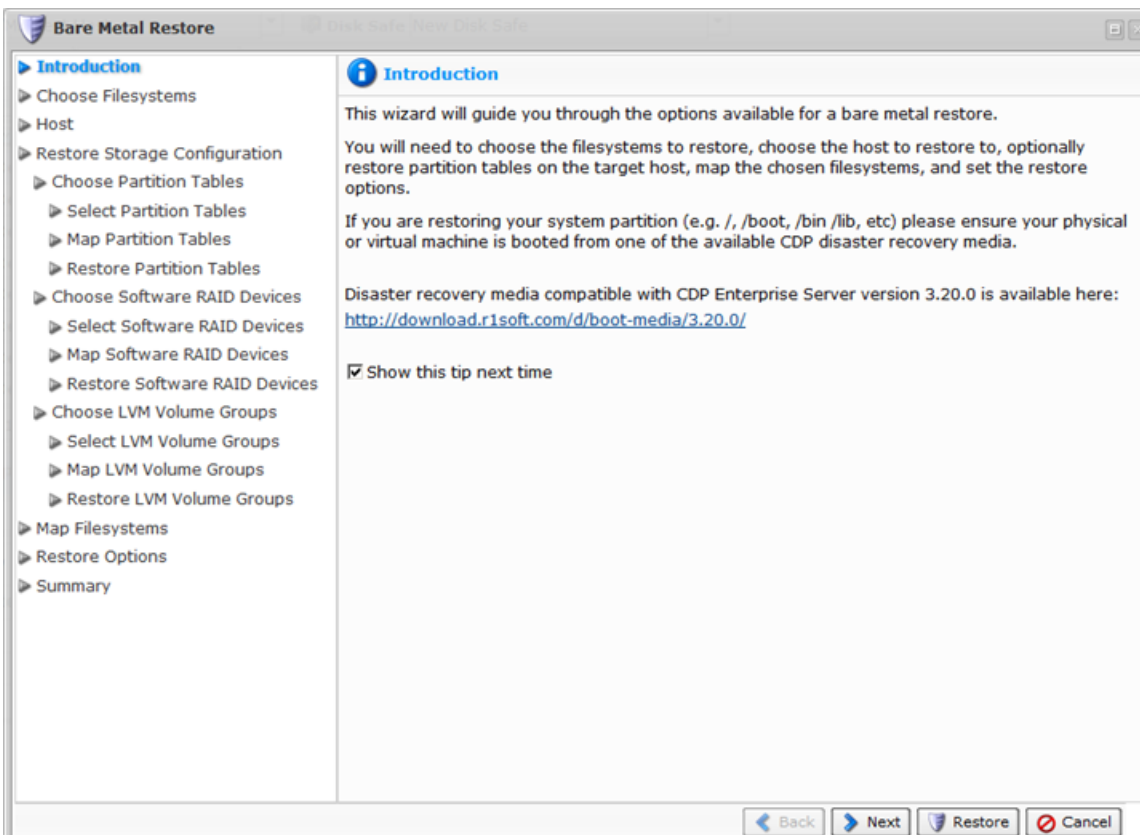 Bare Metal Restore
Disk Safe New Disk Safe
Introduction
Choose Filesystems
Host
Restore Storage Configuration
Choose Partition Tables
Select Partition Tables
Map Partition Tables
Restore Partition Tables
Choose Software RAID Devices
Select Software RAID Devices
Map Software RAID Devices
Restore Software RAID Devices
Choose LVM Volume Groups
Select LVM Volume Groups
Map LVM Volume Groups
Restore LVM Volume Groups
Map Filesystems
Restore Options
Summary
Introduction
This wizard will guide you through the options available for a bare metal restore.
You will need to choose the filesystems to restore, choose the host to restore to, optionally
restore partition tables on the target host, map the chosen filesystems, and set the restore
options.
If you are restoring your system partition (e.g. /, /boot, /bin /lib, etc) please ensure your physical
or virtual machine is booted from one of the available CDP disaster recovery media.
Disaster recovery media compatible with CDP Enterprise Server version 3.20.0 is available here:
http://download.r1soft.com/d/boot-media/3.20.0/
Show this tip next time
Back
Next
Restore
Cancel